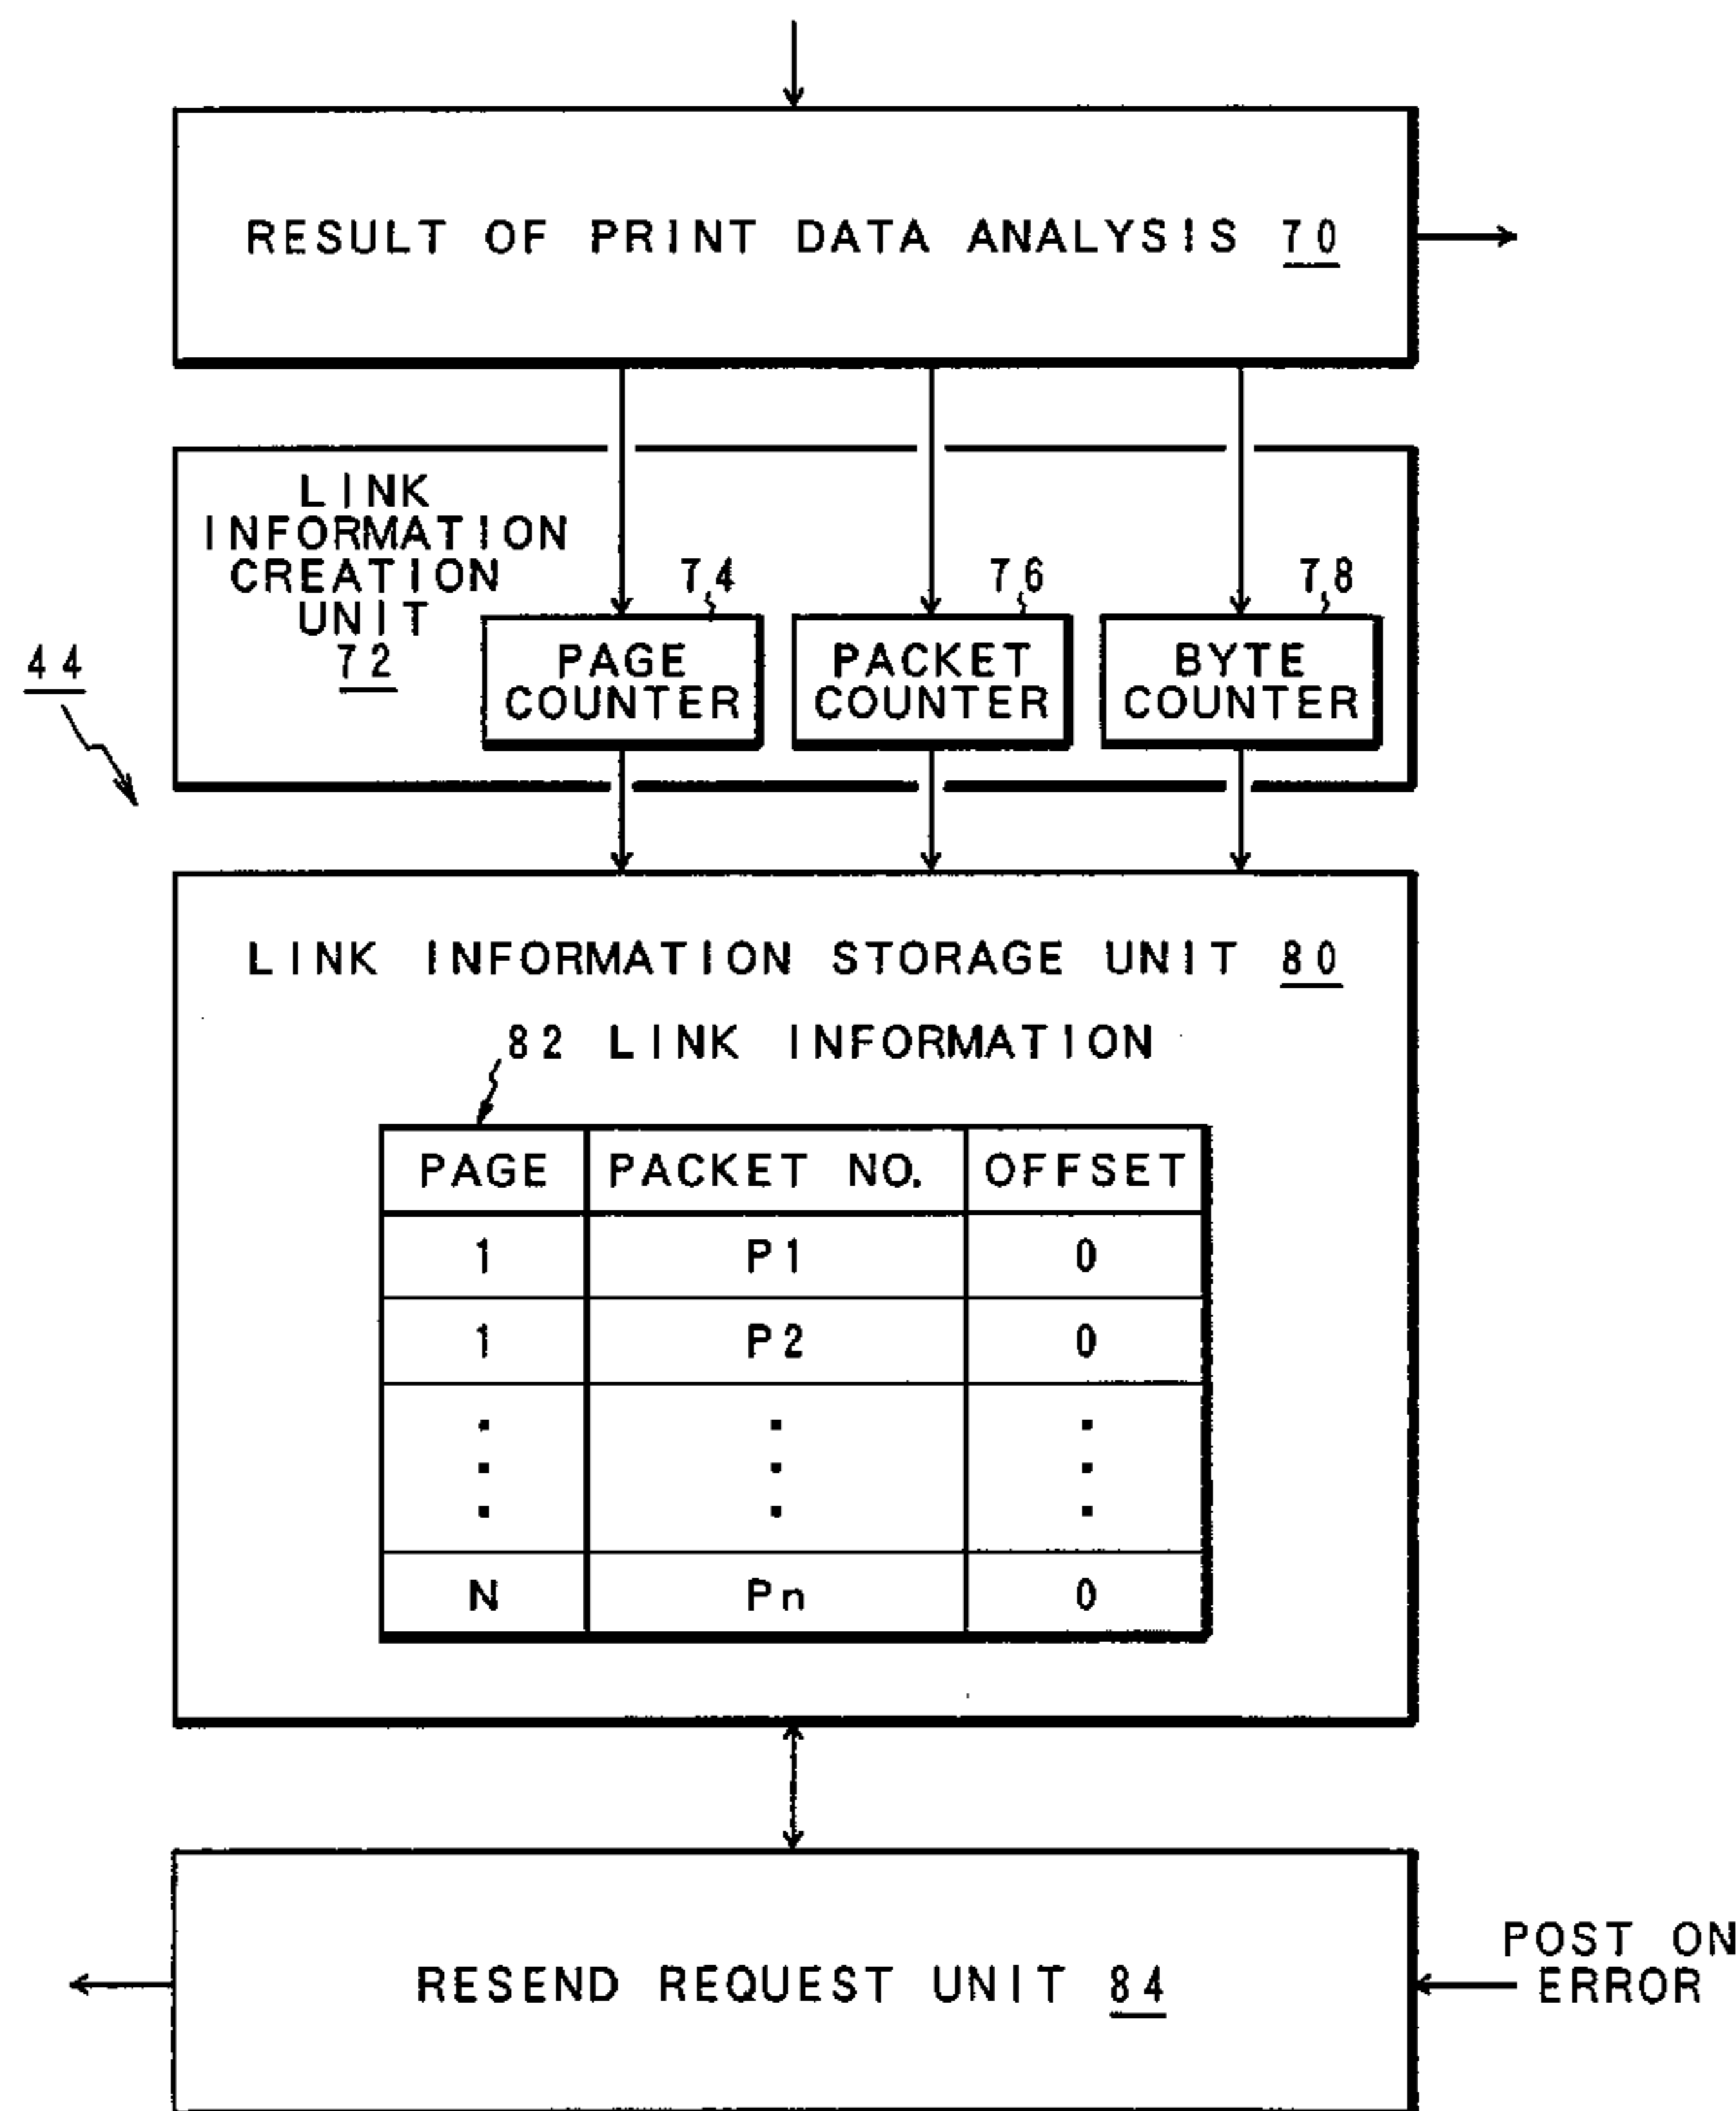 RESULT OF PRINT DATA ANALYSIS 70
LINK
INFORMATION
CREATION
UNIT
72
74
76
78
PAGE
COUNTER
PACKET
COUNTER
BYTE
COUNTER
44
LINK INFORMATION STORAGE UNIT 80
82 LINK INFORMATION
PAGE PACKET NO. OFFSET
1 P1 0
1 P2 0
N Pn 0
RESEND REQUEST UNIT 84
POST ON
ERROR